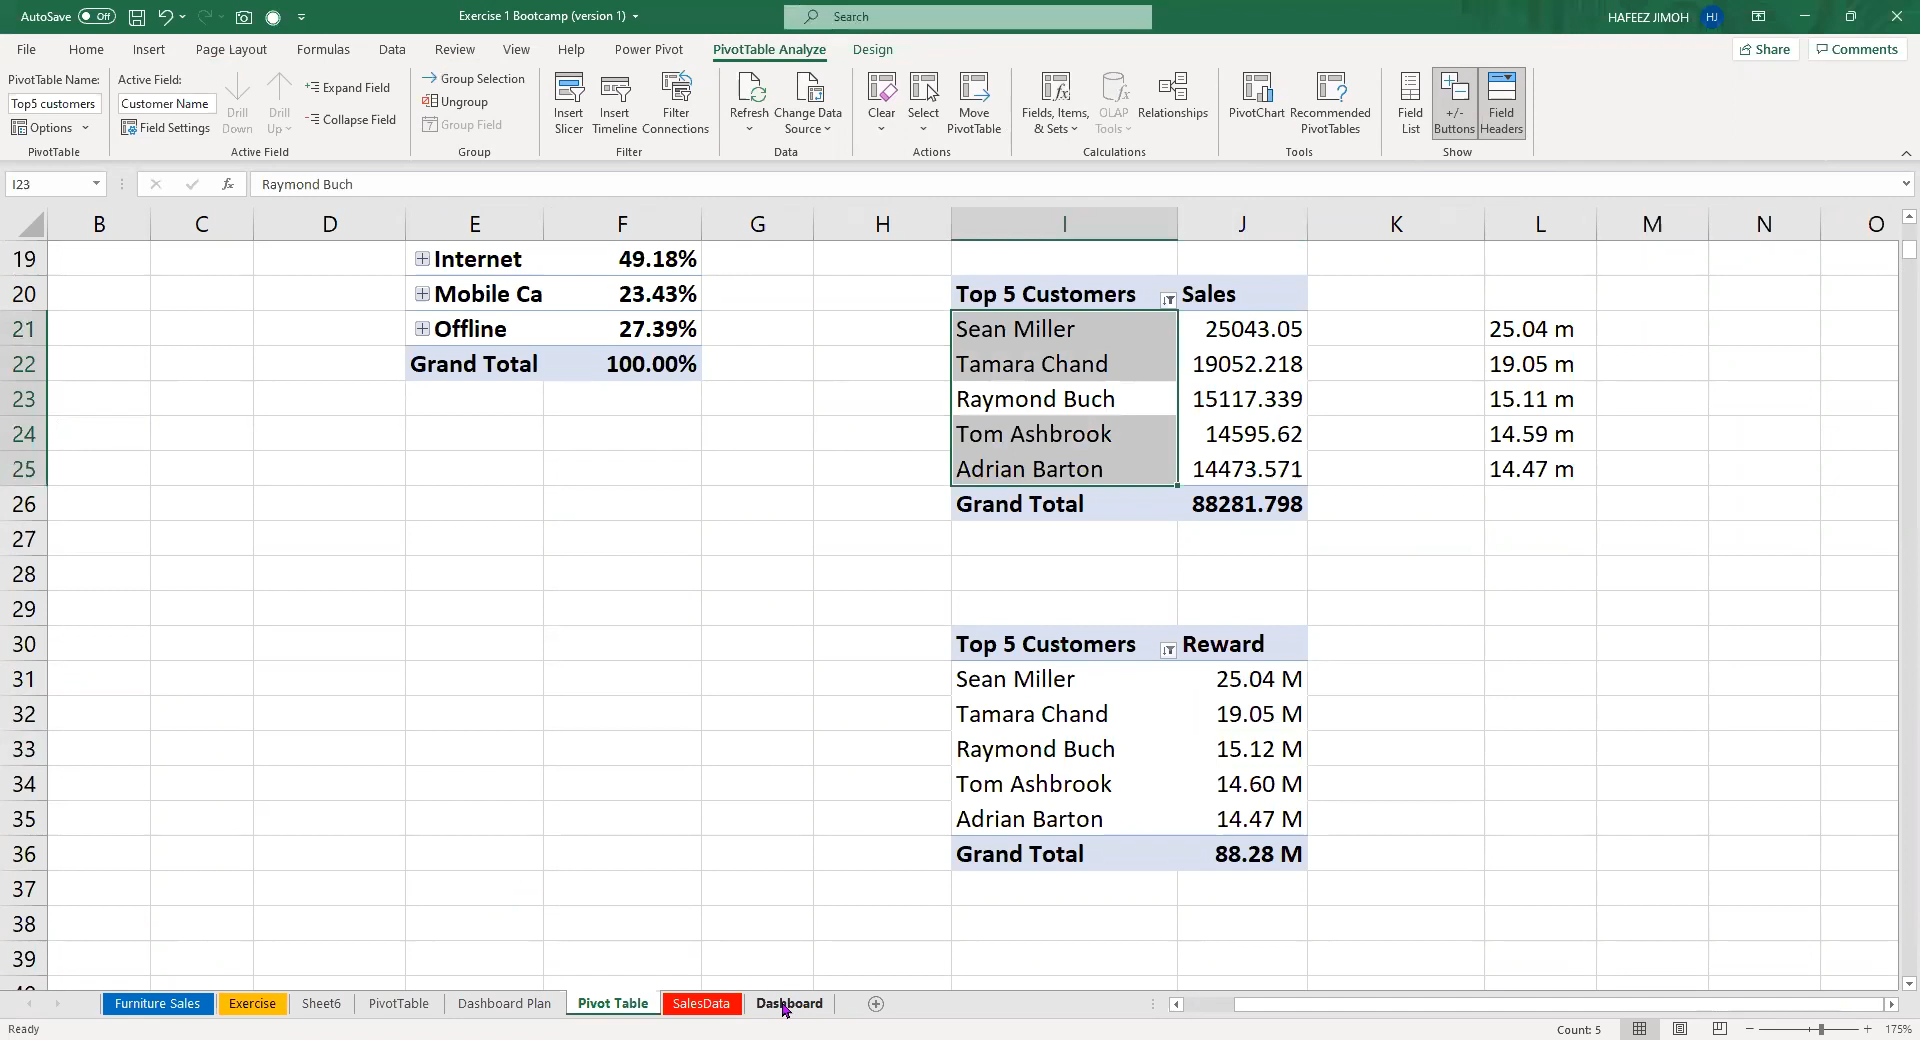 AutoSave Off
Exercise 1 Bootcamp (version 1)
Search
HAFEEZ JIMOH HJ
File Home Insert Page Layout Formulas Data Review View Help Power Pivot PivotTable Analyze Design Share Comments
PivotTable Name: Active Field:
Top5 customers Customer Name
Options Field Settings
Drill Down Drill Up
Expand Field
Collapse Field
Group Selection
Ungroup
Group Field
Insert Slicer Insert Timeline Filter Connections
Refresh Change Data Source
Clear Select Move PivotTable
Fields, Items, & Sets OLAP Tools Relationships
PivotChart Recommended PivotTables
Field List +/- Buttons Field Headers
PivotTable Active Field Group Filter Data Actions Calculations Tools Show
I23 fx Raymond Buch
B C D E F G H I J K L M N O
19 Internet 49.18%
20 Mobile Ca 23.43% Top 5 Customers Sales
21 Offline 27.39% Sean Miller 25043.05 25.04 m
22 Grand Total 100.00% Tamara Chand 19052.218 19.05 m
23 Raymond Buch 15117.339 15.11 m
24 Tom Ashbrook 14595.62 14.59 m
25 Adrian Barton 14473.571 14.47 m
26 Grand Total 88281.798
27
28
29
30 Top 5 Customers Reward
31 Sean Miller 25.04 M
32 Tamara Chand 19.05 M
33 Raymond Buch 15.12 M
34 Tom Ashbrook 14.60 M
35 Adrian Barton 14.47 M
36 Grand Total 88.28 M
37
38
39
Furniture Sales Exercise Sheet6 PivotTable Dashboard Plan Pivot Table SalesData Dashboard
Ready Count: 5 175%